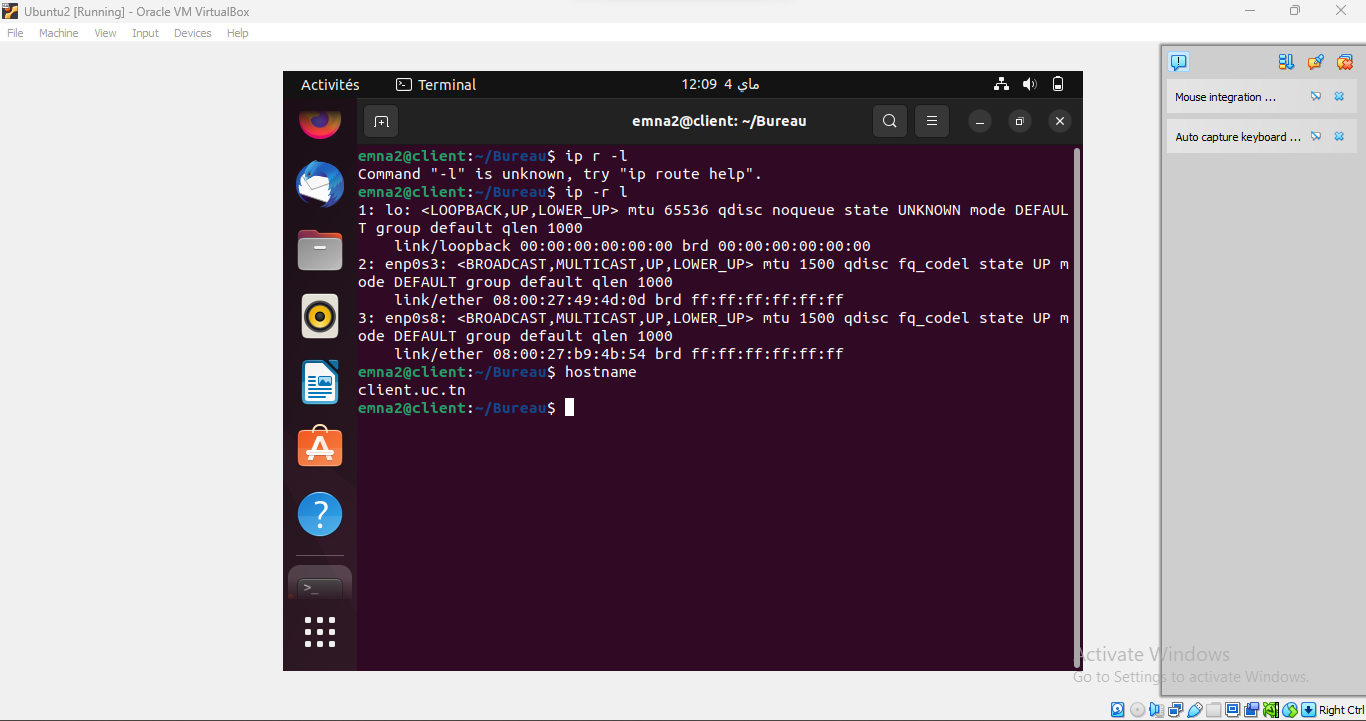 Ubuntu2 [Running] - Oracle VM VirtualBox
File Machine View Input Devices Help
Activités Terminal 12:09 4 ماي
emna2@client: ~/Bureau
emna2@client:~/Bureau$ ip r -l
Command "-l" is unknown, try "ip route help".
emna2@client:~/Bureau$ ip -r l
1: lo: <LOOPBACK,UP,LOWER_UP> mtu 65536 qdisc noqueue state UNKNOWN mode DEFAUL
T group default qlen 1000
    link/loopback 00:00:00:00:00:00 brd 00:00:00:00:00:00
2: enp0s3: <BROADCAST,MULTICAST,UP,LOWER_UP> mtu 1500 qdisc fq_codel state UP m
ode DEFAULT group default qlen 1000
    link/ether 08:00:27:49:4d:0d brd ff:ff:ff:ff:ff:ff
3: enp0s8: <BROADCAST,MULTICAST,UP,LOWER_UP> mtu 1500 qdisc fq_codel state UP m
ode DEFAULT group default qlen 1000
    link/ether 08:00:27:b9:4b:54 brd ff:ff:ff:ff:ff:ff
emna2@client:~/Bureau$ hostname
client.uc.tn
emna2@client:~/Bureau$
Mouse integration ...
Auto capture keyboard ...
Activate Windows
Go to Settings to activate Windows.
Right Ctrl